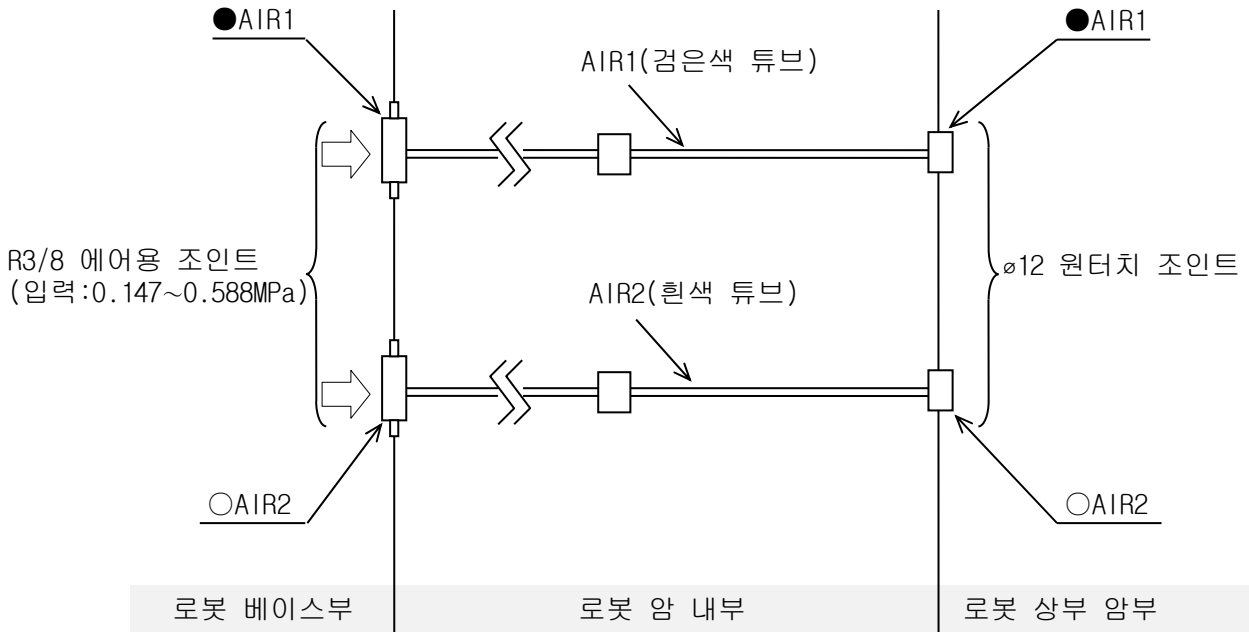 ●AIR1
●AIR1
AIR1(검은색 튜브)
R3/8 에어용 조인트
(입력:0.147~0.588MPa)
ø12 원터치 조인트
AIR2(흰색 튜브)
○AIR2
○AIR2
로봇 베이스부
로봇 암 내부
로봇 상부 암부